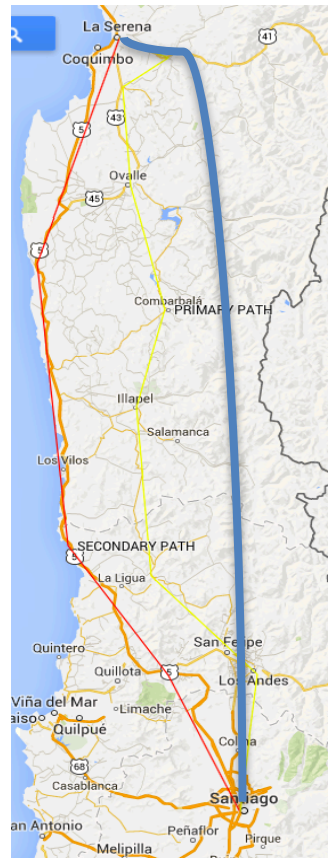 La Serena
Coquimbo
41
5
43
Ovalle
45
5
Combarbalá
PRIMARY PATH
Illapel
Salamanca
Los Vilos
SECONDARY PATH
5
La Ligua
San Felipe
Quintero
Quillota
5
Los Andes
Viña del Mar
Limache
aiso
Quilpué
Colina
68
Casablanca
Santiago
an Antonio
Peñaflor
Pirque
Melipilla